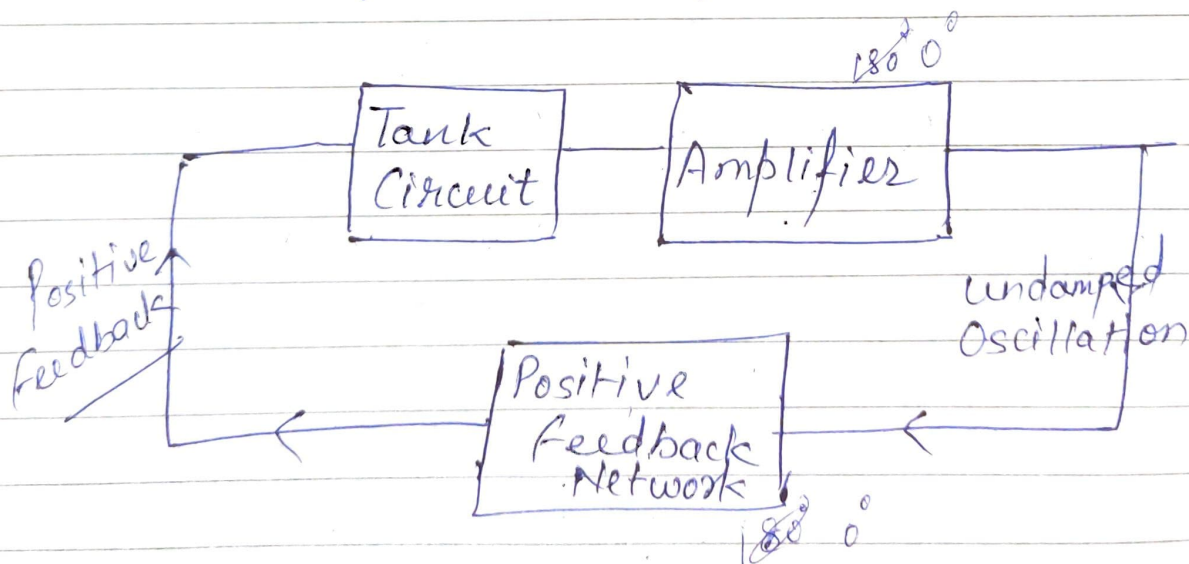 180° 0°
Tank
Circuit
Amplifier
Positive
Feedback
undamped
Oscillation
Positive
Feedback
Network
180° 0°